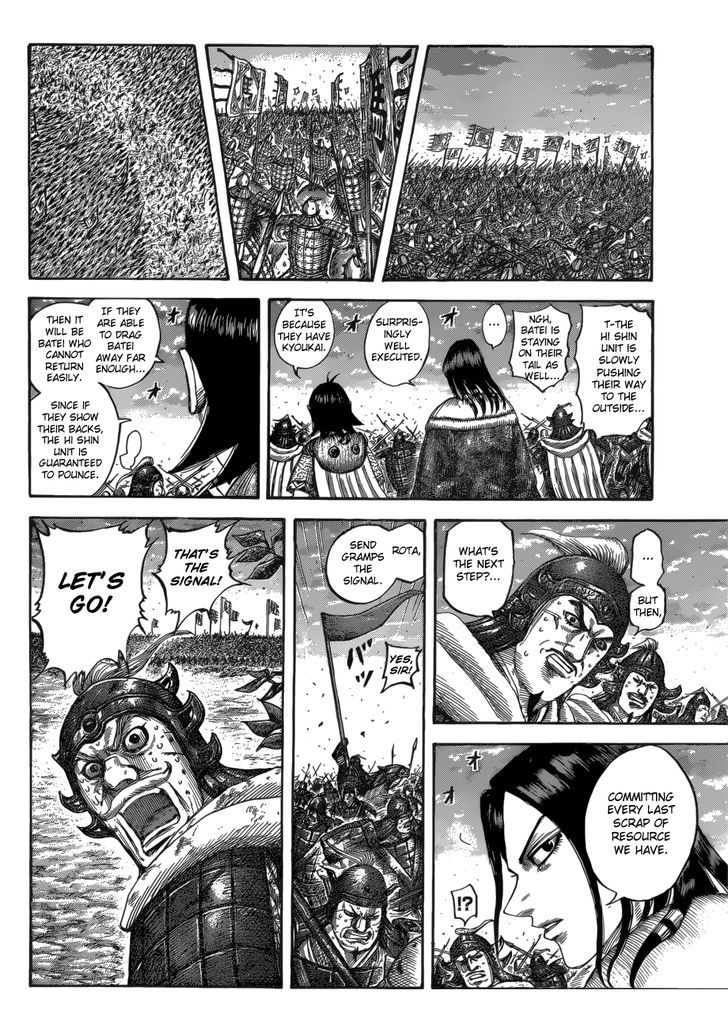 T-THE
HI SHIN
UNIT IS
SLOWLY
PUSHING
THEIR WAY
TO THE
OUTSIDE...
NGH,
BATEI IS
STAYING
ON THEIR
TAIL AS
WELL...
...
SURPRIS-
INGLY
WELL
EXECUTED.
IT'S
BECAUSE
THEY HAVE
KYOUKAI.
IF THEY
ARE ABLE
TO DRAG
BATEI
AWAY FAR
ENOUGH...
THEN IT
WILL BE
BATEI WHO
CANNOT
RETURN
EASILY.
SINCE IF
THEY SHOW
THEIR BACKS,
THE HI SHIN
UNIT IS
GUARANTEED
TO POUNCE.
...
BUT
THEN,
WHAT'S
THE NEXT
STEP?...
COMMITTING
EVERY LAST
SCRAP OF
RESOURCE
WE HAVE.
!?
ROTA,
SEND
GRAMPS
THE
SIGNAL.
YES,
SIR!
THAT'S
THE
SIGNAL!
LET'S
GO!